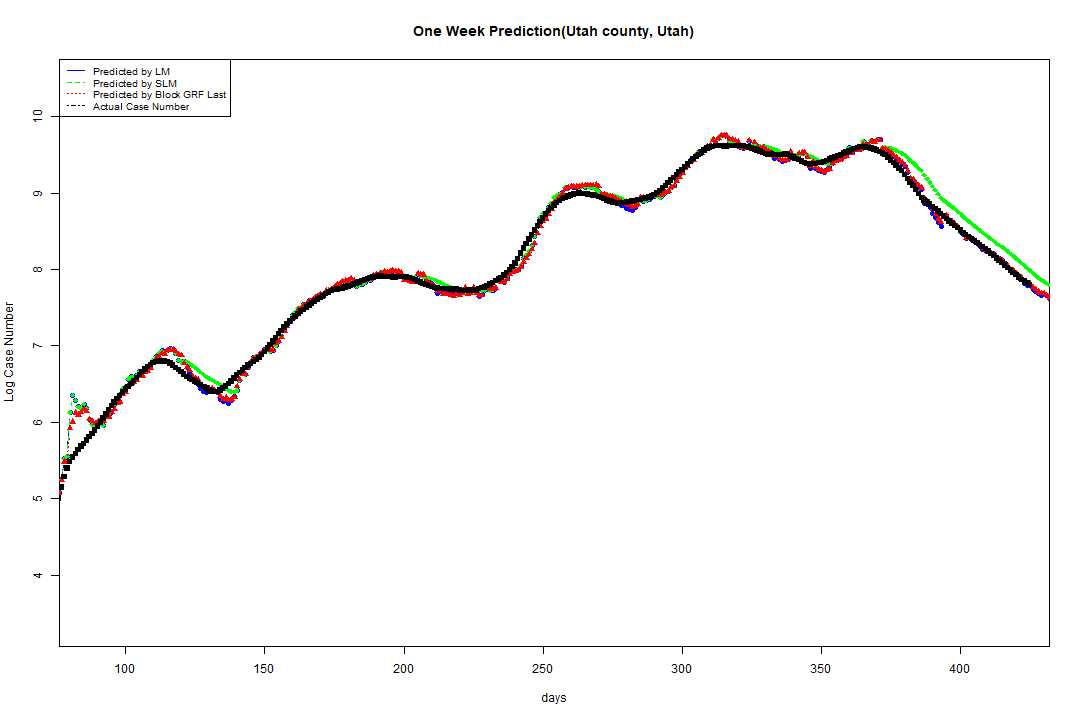 One Week Prediction(Utah county, Utah)
Predicted by LM
Predicted by SLM
Predicted by Block GRF Last
Actual Case Number
Log Case Number
10
9
8
7
6
5
4
100 150 200 250 300 350 400
days